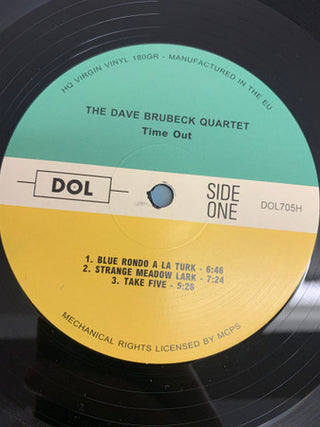 HQ VIRGIN VINYL 180GR - MANUFACTURED IN THE EU
THE DAVE BRUBECK QUARTET
Time Out
DOL
SIDE
ONE
DOL705H
1. BLUE RONDO A LA TURK - 6:46
2. STRANGE MEADOW LARK - 7:24
3. TAKE FIVE - 5:26
MECHANICAL RIGHTS LICENSED BY MCPS